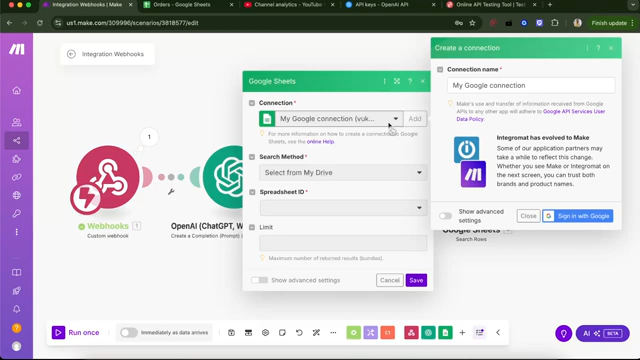 Integration Webhooks | Make
Orders - Google Sheets
Channel analytics - YouTube
API keys - OpenAI API
Online API Testing Tool | Te
us1.make.com/309996/scenarios/3818577/edit
Finish update
Integration Webhooks
Create a connection
Connection name *
My Google connection
Make's use and transfer of information received from Google
APIs to any other app will adhere to Google API Services User
Data Policy.
Integromat has evolved to Make
Some of our application partners
may take a while to reflect this change.
Whether you see Make or Integromat on
the next screen, you can trust both
brands and product names.
Show advanced
settings
Close
Sign in with Google
Google Sheets
Connection *
My Google connection (vuk...
Add
For more information on how to create a connection to Google
Sheets, see the online Help.
Search Method *
Select from My Drive
Spreadsheet ID *
Limit
Maximum number of returned results (bundles).
Show advanced settings
Cancel
Save
1
Webhooks 1
Custom webhook
OpenAI (ChatGPT, W
Create a Completion (Prompt) (
Google Sheets
Search Rows
Run once
Immediately as data arrives
Ai
BETA